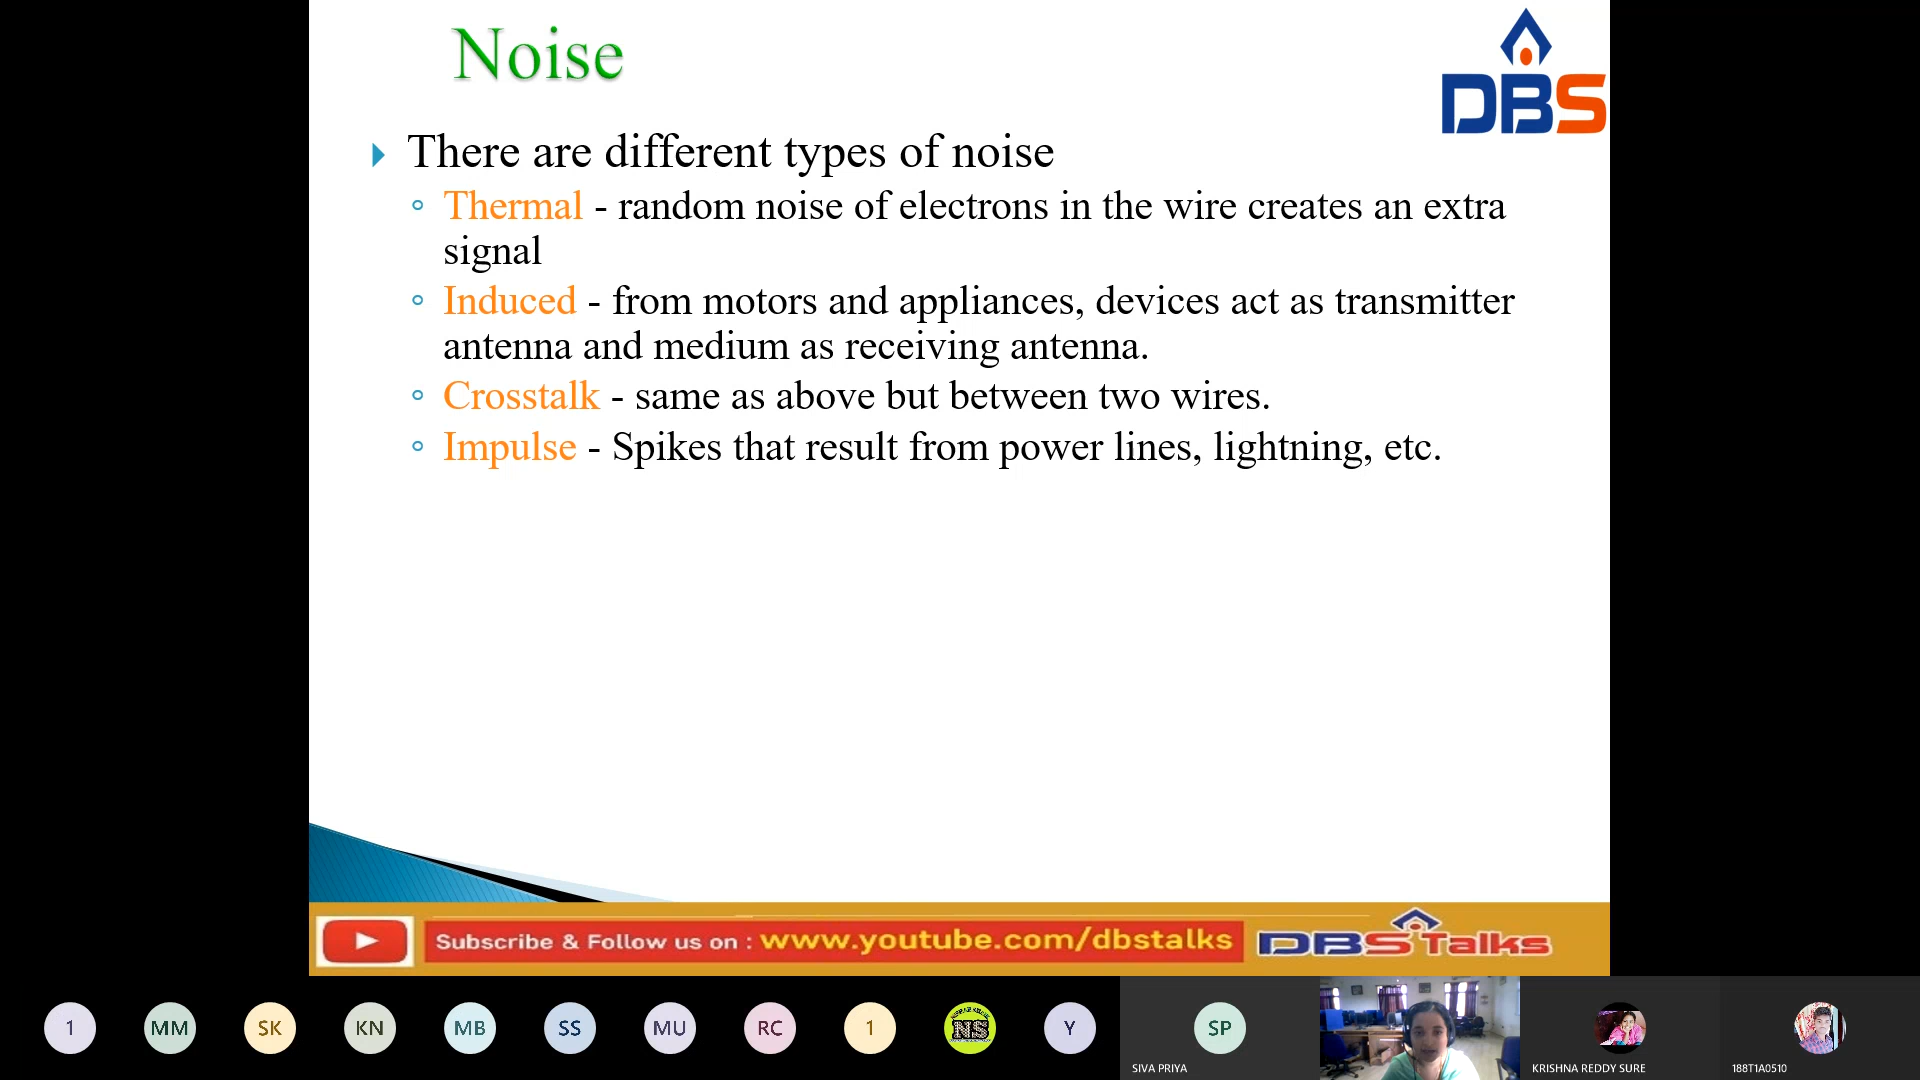 Noise
DBS
There are different types of noise
Thermal - random noise of electrons in the wire creates an extra
signal
Induced - from motors and appliances, devices act as transmitter
antenna and medium as receiving antenna.
Crosstalk - same as above but between two wires.
Impulse - Spikes that result from power lines, lightning, etc.
Subscribe & Follow us on : www.youtube.com/dbstalks
DBS Talks
1 MM SK KN MB SS MU RC 1 NS Y SP
SIVA PRIYA
KRISHNA REDDY SURE
188T1A0510